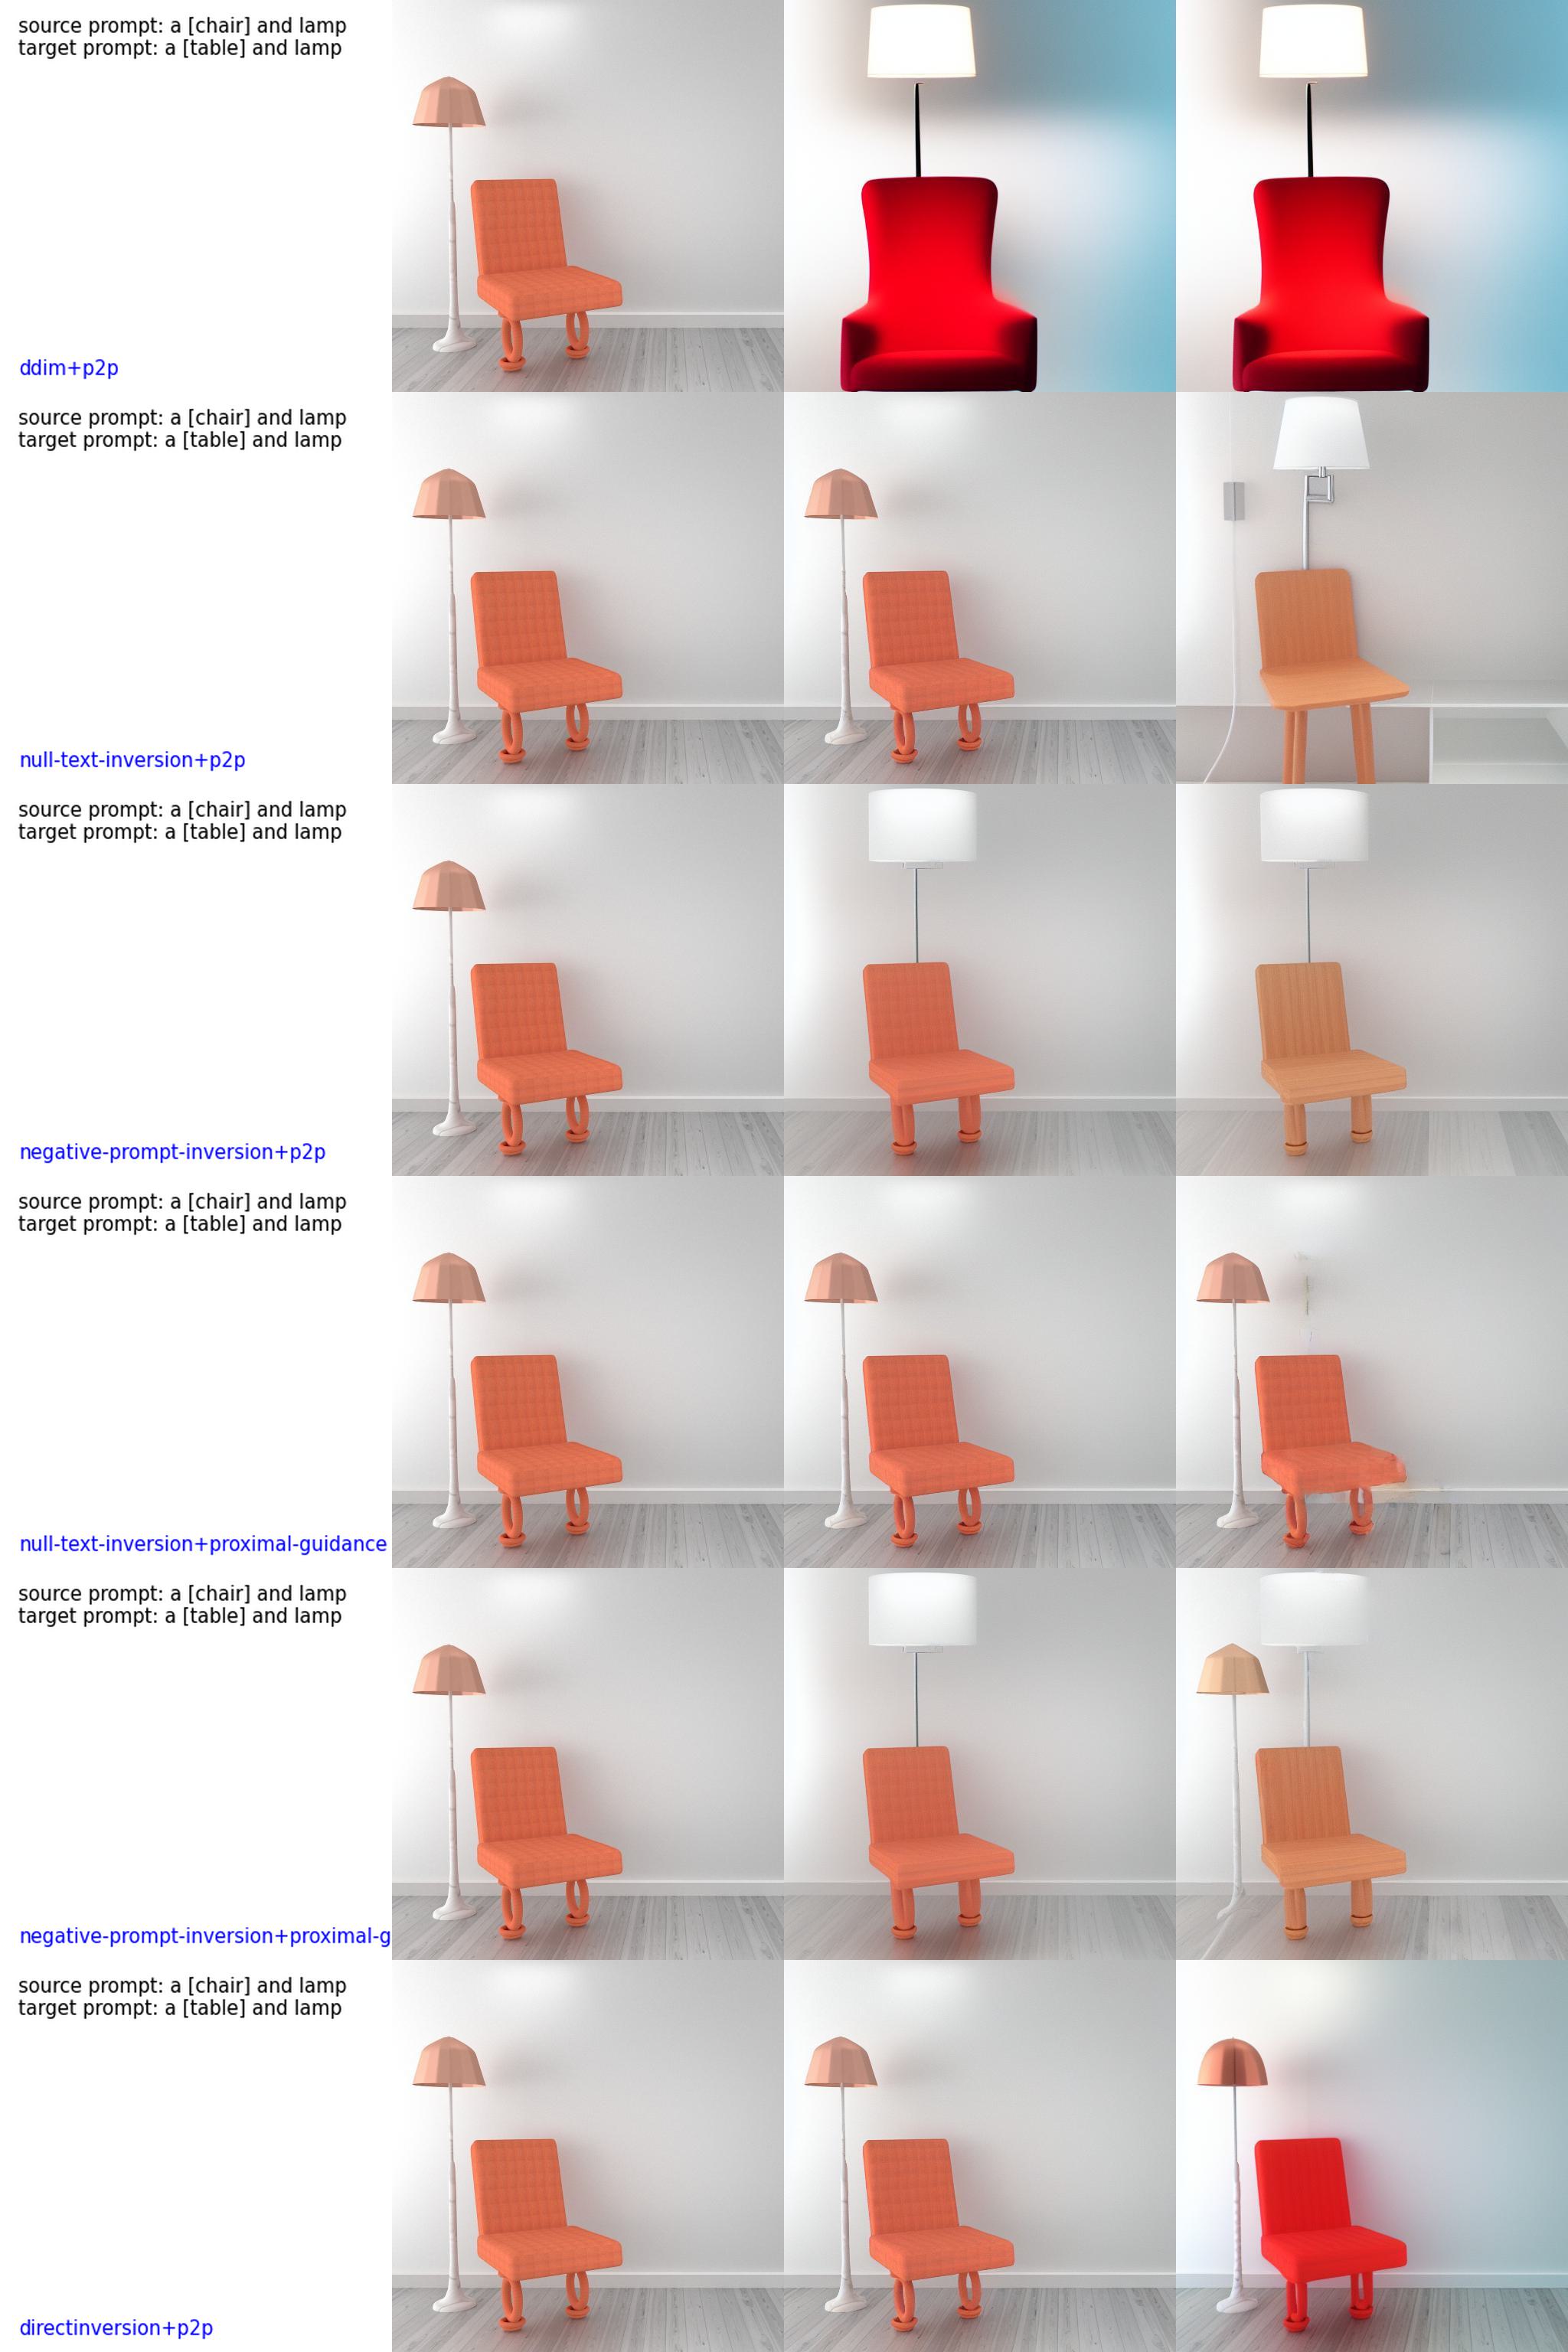 source prompt: a [chair] and lamp
target prompt: a [table] and lamp
ddim+p2p
source prompt: a [chair] and lamp
target prompt: a [table] and lamp
null-text-inversion+p2p
source prompt: a [chair] and lamp
target prompt: a [table] and lamp
negative-prompt-inversion+p2p
source prompt: a [chair] and lamp
target prompt: a [table] and lamp
null-text-inversion+proximal-guidance
source prompt: a [chair] and lamp
target prompt: a [table] and lamp
negative-prompt-inversion+proximal-g
source prompt: a [chair] and lamp
target prompt: a [table] and lamp
directinversion+p2p